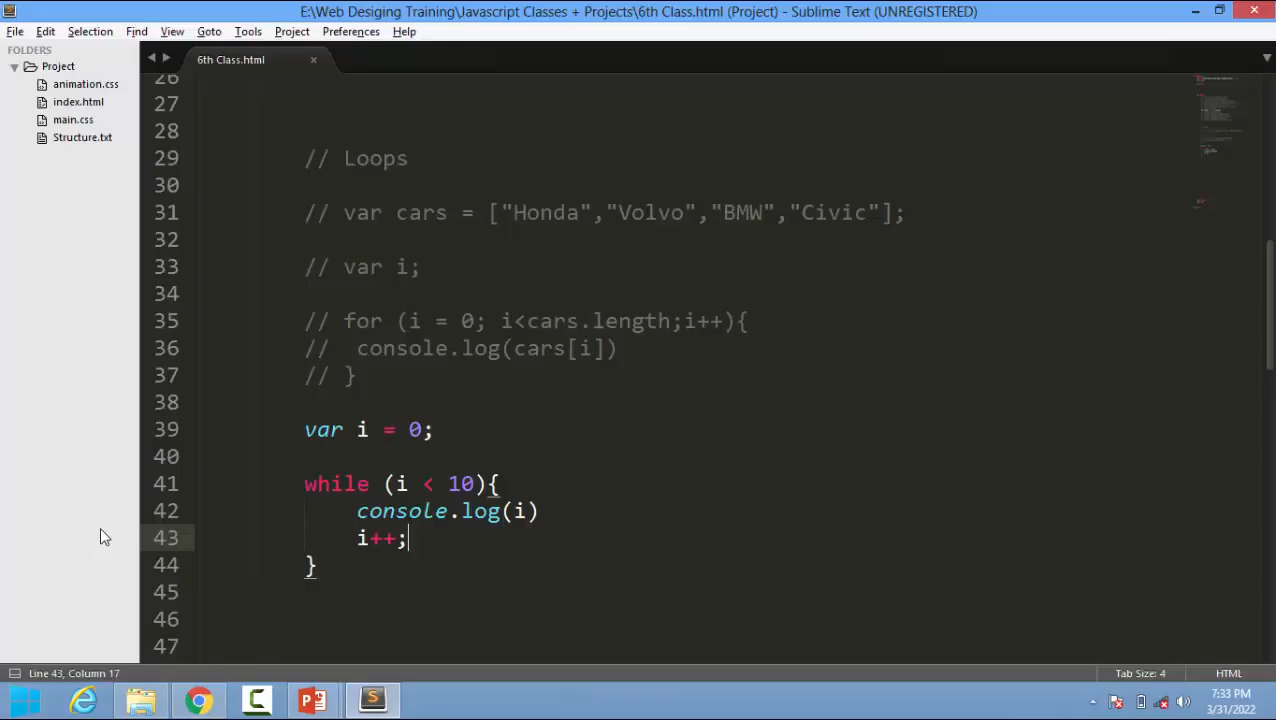 E:\Web Desiging Training\Javascript Classes + Projects\6th Class.html (Project) - Sublime Text (UNREGISTERED)
File Edit Selection Find View Goto Tools Project Preferences Help
FOLDERS
Project
animation.css
index.html
main.css
Structure.txt
6th Class.html
26
27
28
29 // Loops
30
31 // var cars = ["Honda","Volvo","BMW","Civic"];
32
33 // var i;
34
35 // for (i = 0; i<cars.length;i++){
36 //  console.log(cars[i])
37 // }
38
39 var i = 0;
40
41 while (i < 10){
42 console.log(i)
43 i++;
44 }
45
46
47
Line 43, Column 17 Tab Size: 4 HTML
7:33 PM
3/31/2022